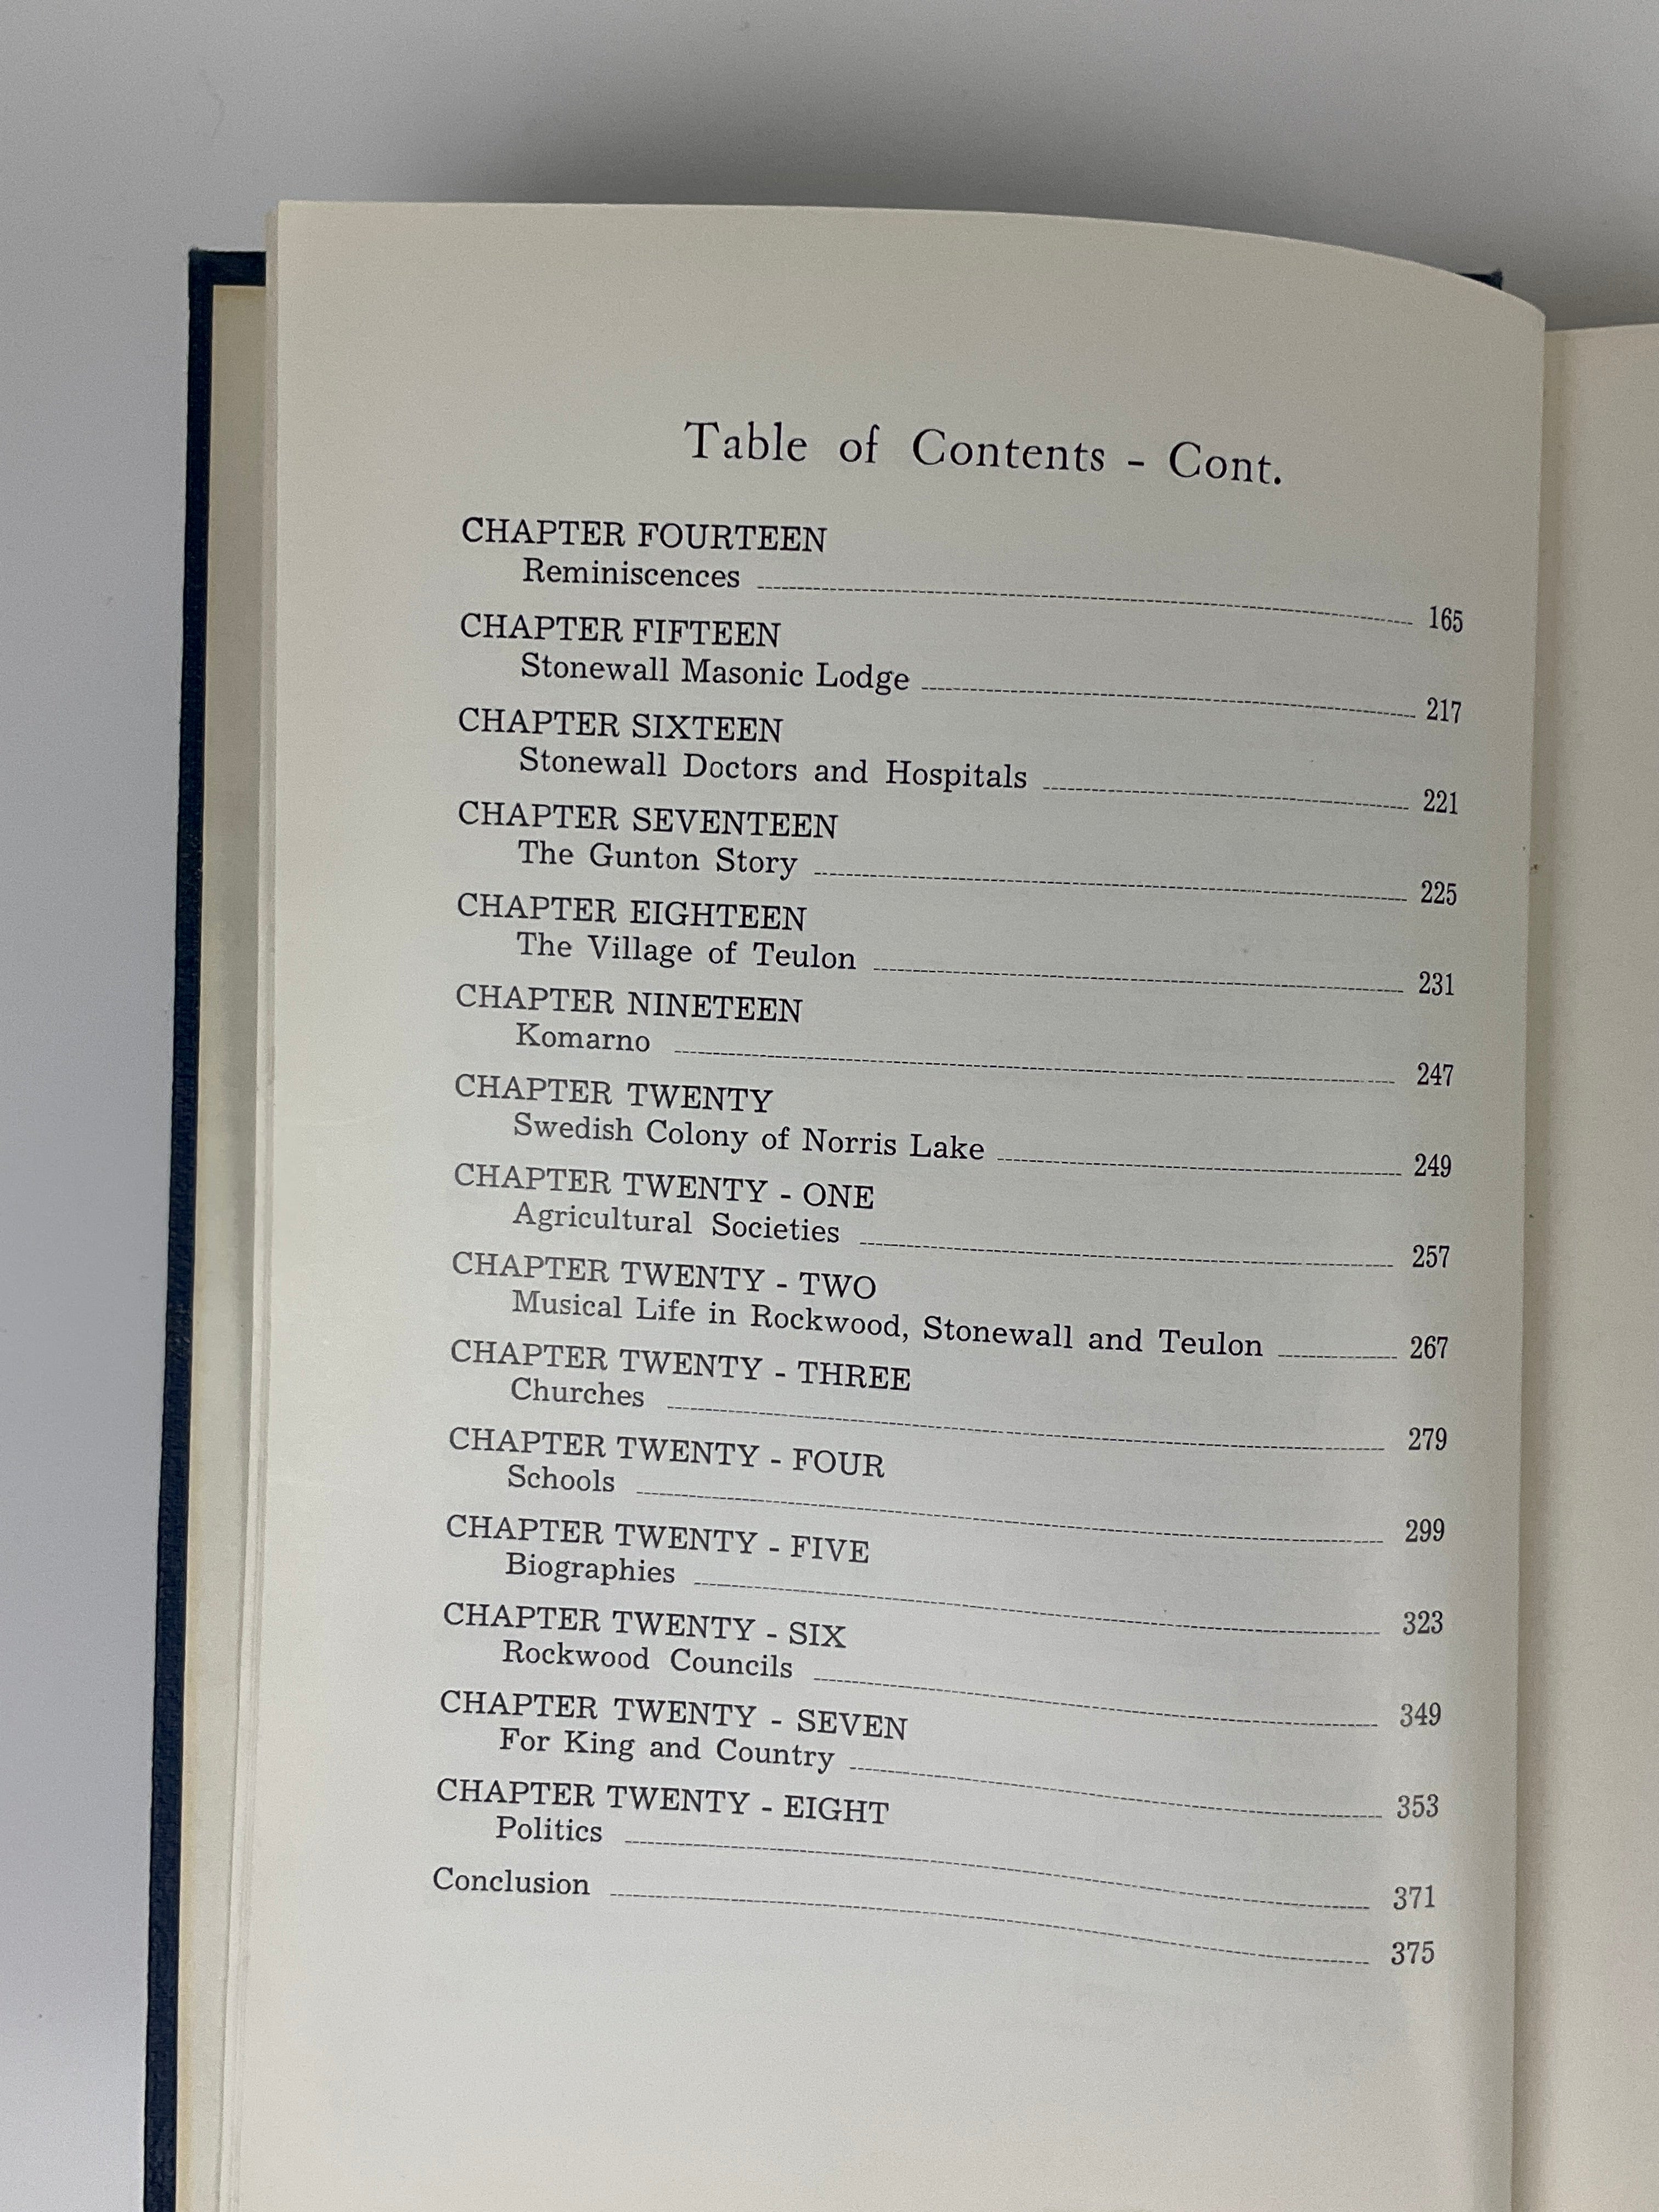 Table of Contents - Cont.
CHAPTER FOURTEEN
Reminiscences 165
CHAPTER FIFTEEN
Stonewall Masonic Lodge 217
CHAPTER SIXTEEN
Stonewall Doctors and Hospitals 221
CHAPTER SEVENTEEN
The Gunton Story 225
CHAPTER EIGHTEEN
The Village of Teulon 231
CHAPTER NINETEEN
Komarno 247
CHAPTER TWENTY
Swedish Colony of Norris Lake 249
CHAPTER TWENTY - ONE
Agricultural Societies 257
CHAPTER TWENTY - TWO
Musical Life in Rockwood, Stonewall and Teulon 267
CHAPTER TWENTY - THREE
Churches 279
CHAPTER TWENTY - FOUR
Schools 299
CHAPTER TWENTY - FIVE
Biographies 323
CHAPTER TWENTY - SIX
Rockwood Councils 349
CHAPTER TWENTY - SEVEN
For King and Country 353
CHAPTER TWENTY - EIGHT
Politics 371
Conclusion 375